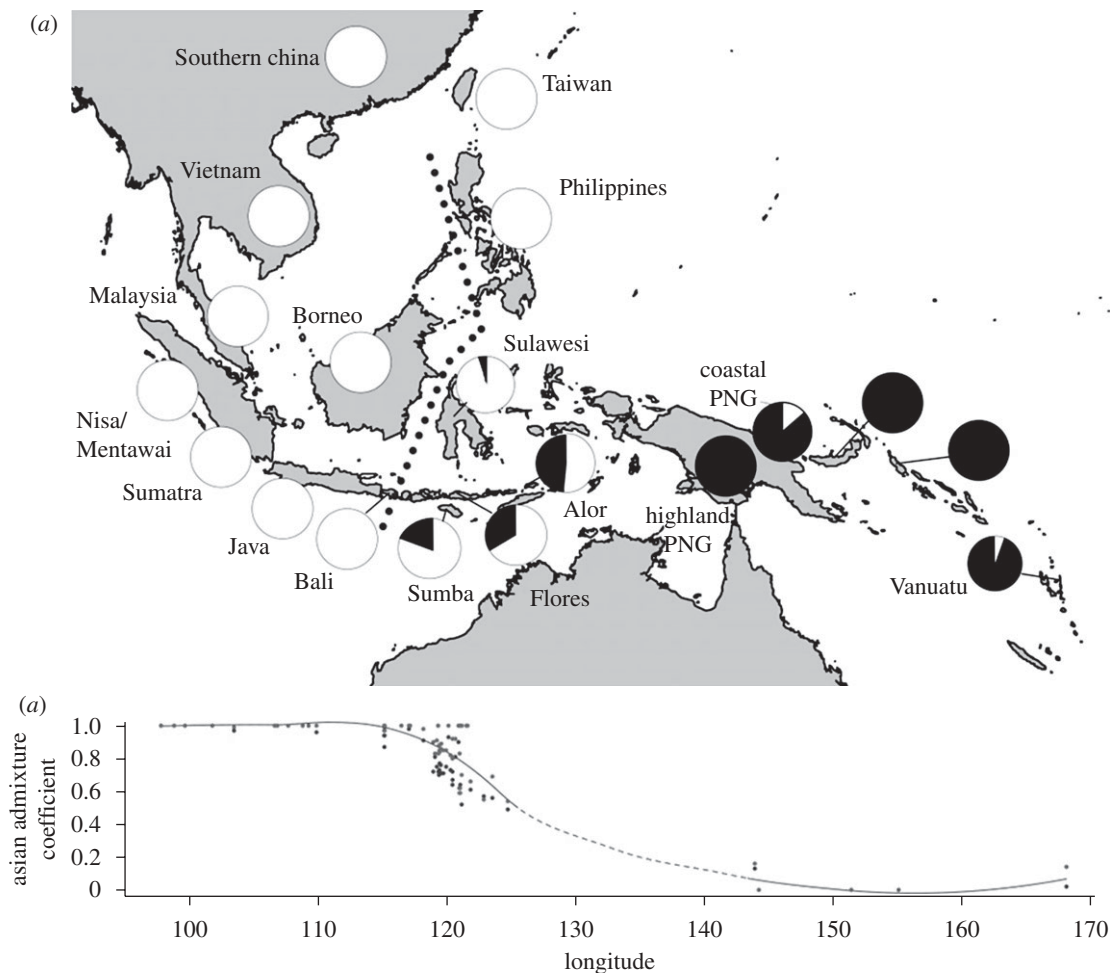 (a)
Southern china
Taiwan
Vietnam
Philippines
Malaysia
Borneo
Sulawesi
coastal
PNG
Nisa/
Mentawai
Sumatra
Java
Bali
Sumba
Flores
Alor
highland
PNG
Vanuatu
(a)
asian admixture
coefficient
1.0
0.8
0.6
0.4
0.2
0
100
110
120
130
140
150
160
170
longitude